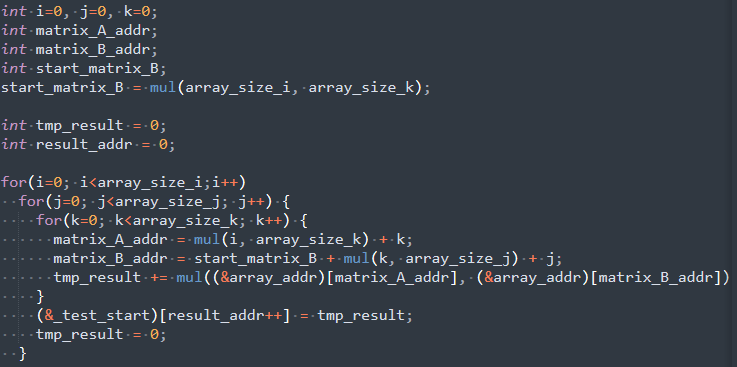 int i=0, j=0, k=0;
int matrix_A_addr;
int matrix_B_addr;
int start_matrix_B;
start_matrix_B = mul(array_size_i, array_size_k);

int tmp_result = 0;
int result_addr = 0;

for(i=0; i<array_size_i;i++)
  for(j=0; j<array_size_j; j++) {
    for(k=0; k<array_size_k; k++) {
      matrix_A_addr = mul(i, array_size_k) + k;
      matrix_B_addr = start_matrix_B + mul(k, array_size_j) + j;
      tmp_result += mul((&array_addr)[matrix_A_addr], (&array_addr)[matrix_B_addr])
    }
    (&_test_start)[result_addr++] = tmp_result;
    tmp_result = 0;
  }